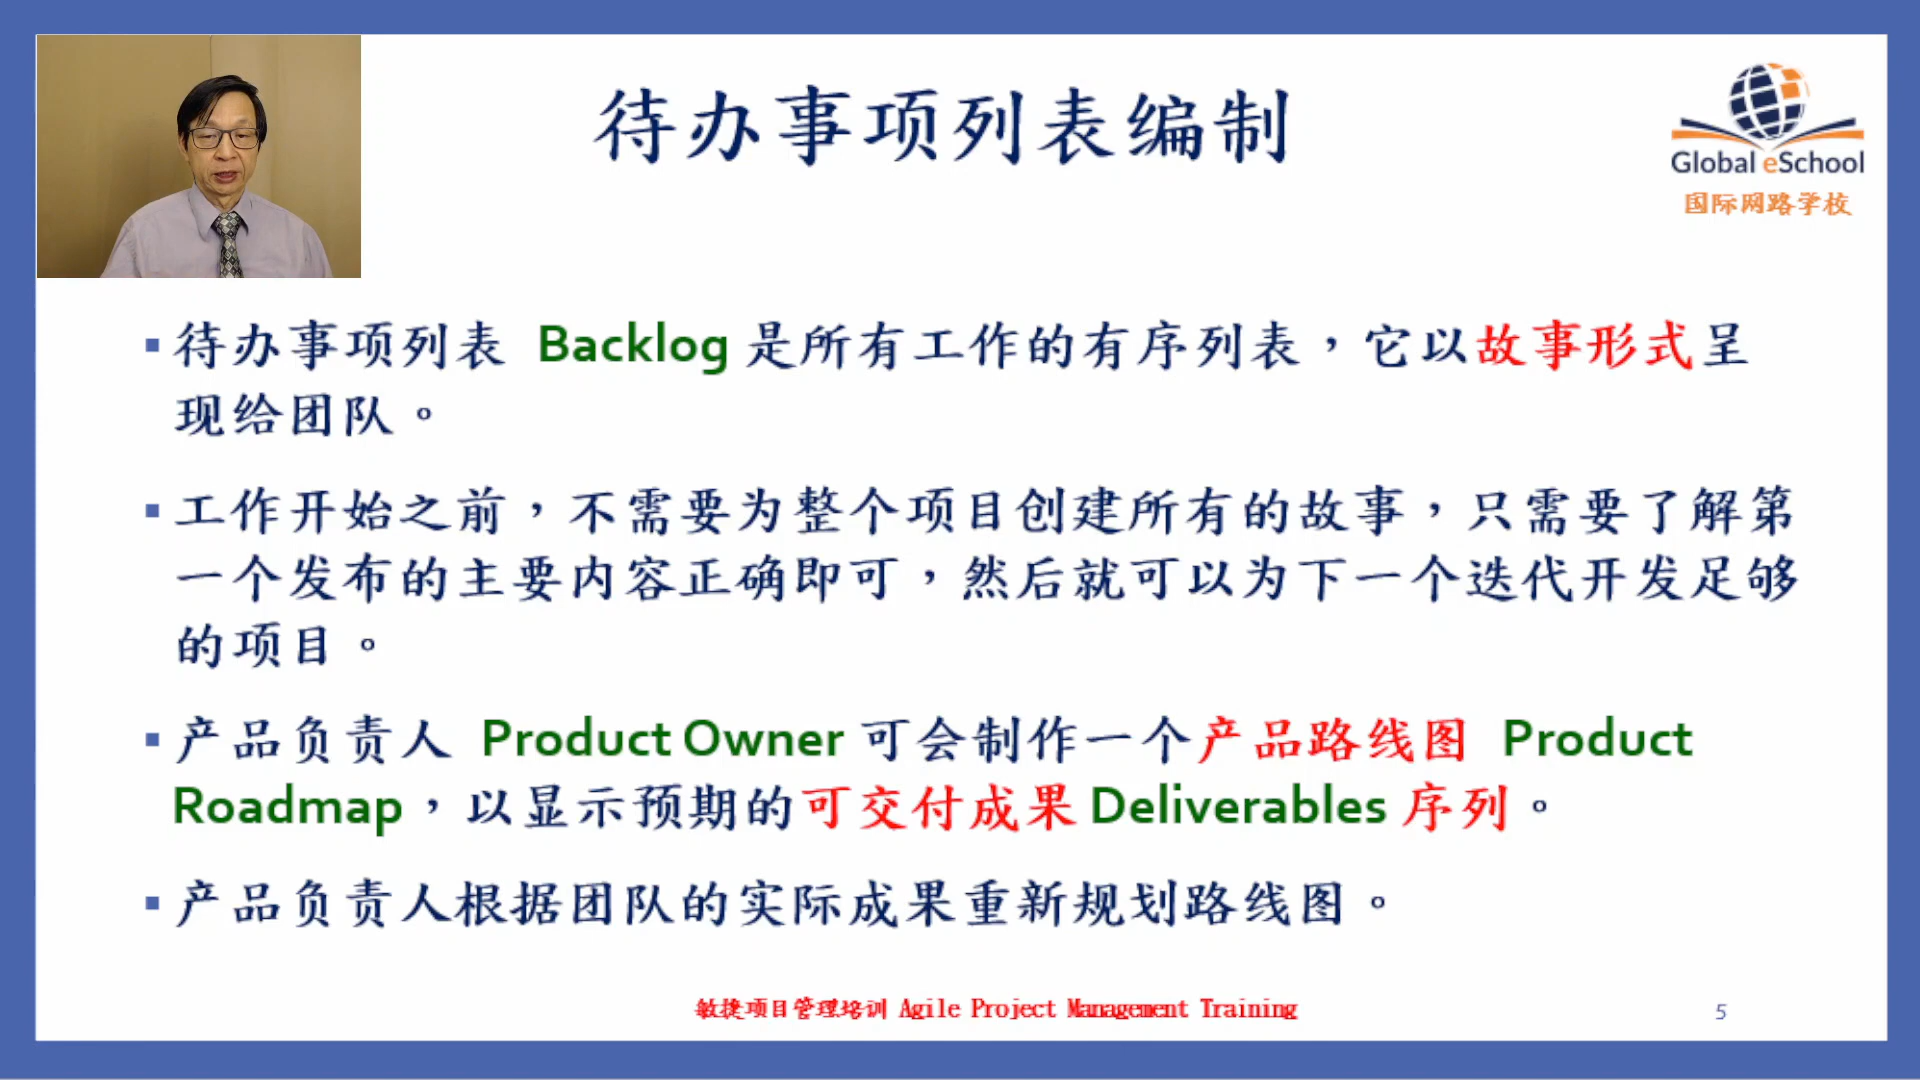 待办事项列表编制
Global eSchool
国际网路学校
▪ 待办事项列表 Backlog 是所有工作的有序列表，它以故事形式呈
现给团队。
▪ 工作开始之前，不需要为整个项目创建所有的故事，只需要了解第
一个发布的主要内容正确即可，然后就可以为下一个迭代开发足够
的项目。
▪ 产品负责人 Product Owner 可会制作一个产品路线图 Product
Roadmap，以显示预期的可交付成果 Deliverables 序列。
▪ 产品负责人根据团队的实际成果重新规划路线图。
敏捷项目管理培训 Agile Project Management Training
5